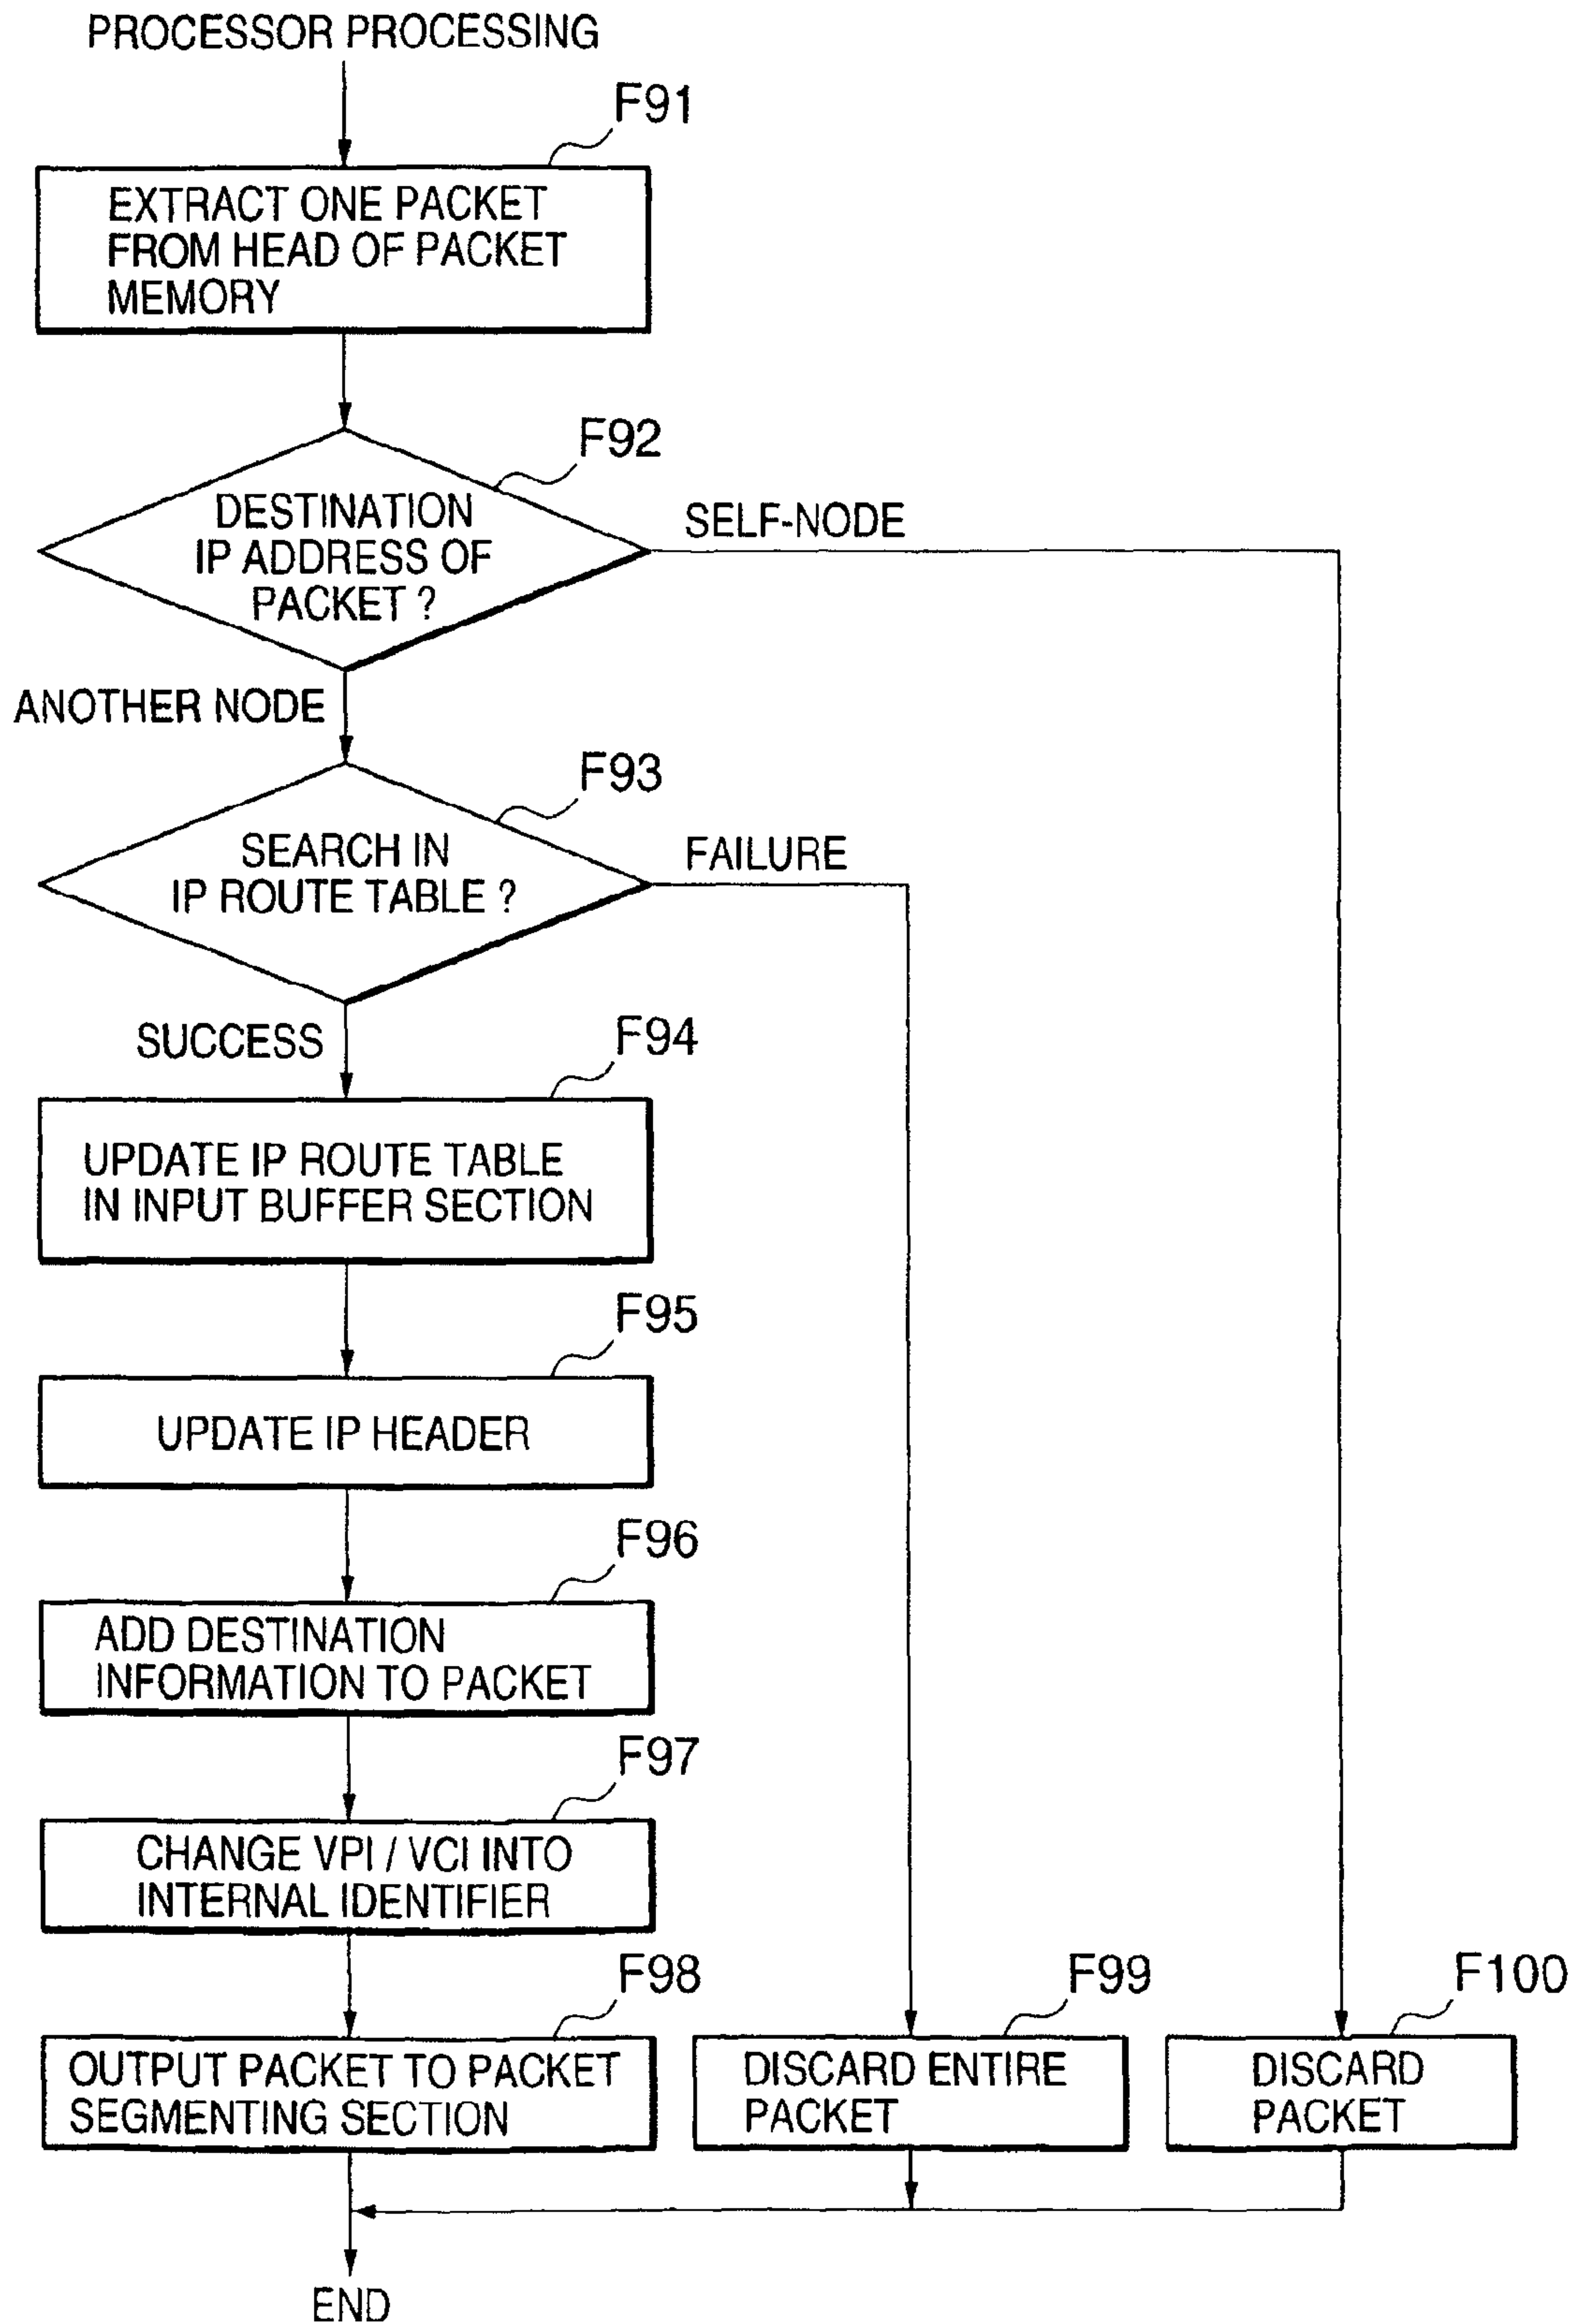 PROCESSOR PROCESSING
F91
EXTRACT ONE PACKET
FROM HEAD OF PACKET
MEMORY
F92
DESTINATION
IP ADDRESS OF
PACKET ?
SELF-NODE
ANOTHER NODE
F93
SEARCH IN
IP ROUTE TABLE ?
FAILURE
SUCCESS
F94
UPDATE IP ROUTE TABLE
IN INPUT BUFFER SECTION
F95
UPDATE IP HEADER
F96
ADD DESTINATION
INFORMATION TO PACKET
F97
CHANGE VPI / VCI INTO
INTERNAL IDENTIFIER
F98
OUTPUT PACKET TO PACKET
SEGMENTING SECTION
F99
DISCARD ENTIRE
PACKET
F100
DISCARD
PACKET
END